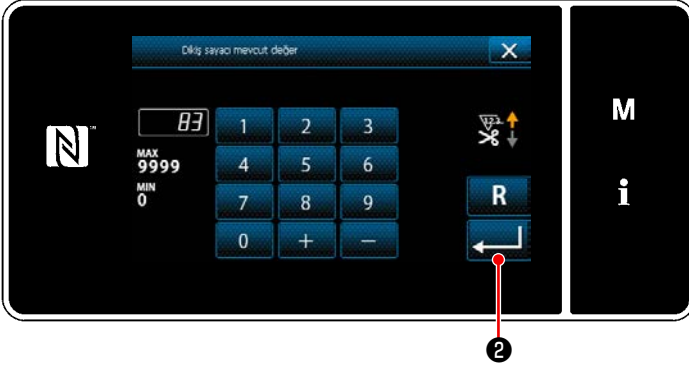 Dikiş sayacı mevcut değer
83
MAX
9999
MIN
0
1 2 3
4 5 6
7 8 9
0 + −
R
M
i
❷